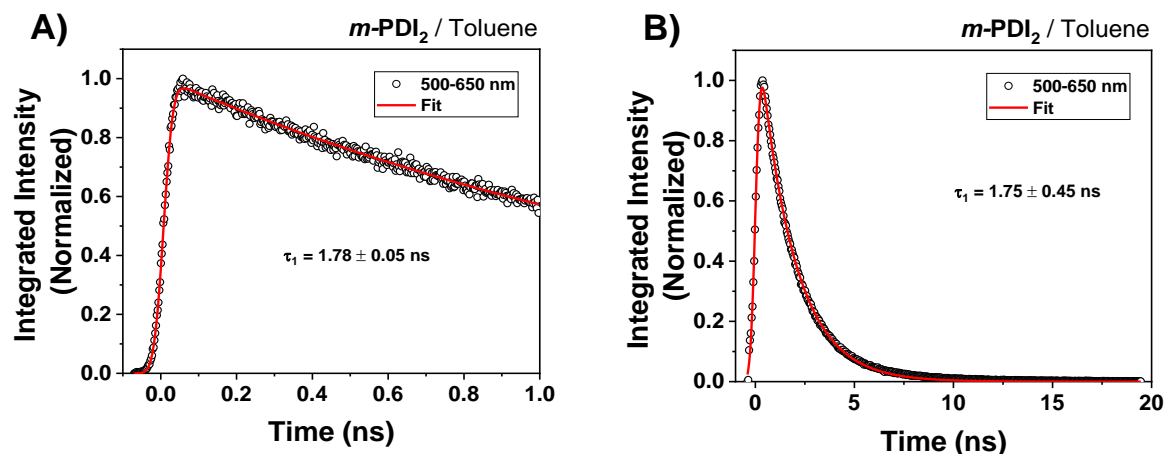 A)
m-PDI₂ / Toluene
Integrated Intensity
(Normalized)
1.0
0.8
0.6
0.4
0.2
0.0
500-650 nm
Fit
τ₁ = 1.78 ± 0.05 ns
0.0 0.2 0.4 0.6 0.8 1.0
Time (ns)
B)
m-PDI₂ / Toluene
Integrated Intensity
(Normalized)
1.0
0.8
0.6
0.4
0.2
0.0
500-650 nm
Fit
τ₁ = 1.75 ± 0.45 ns
0 5 10 15 20
Time (ns)